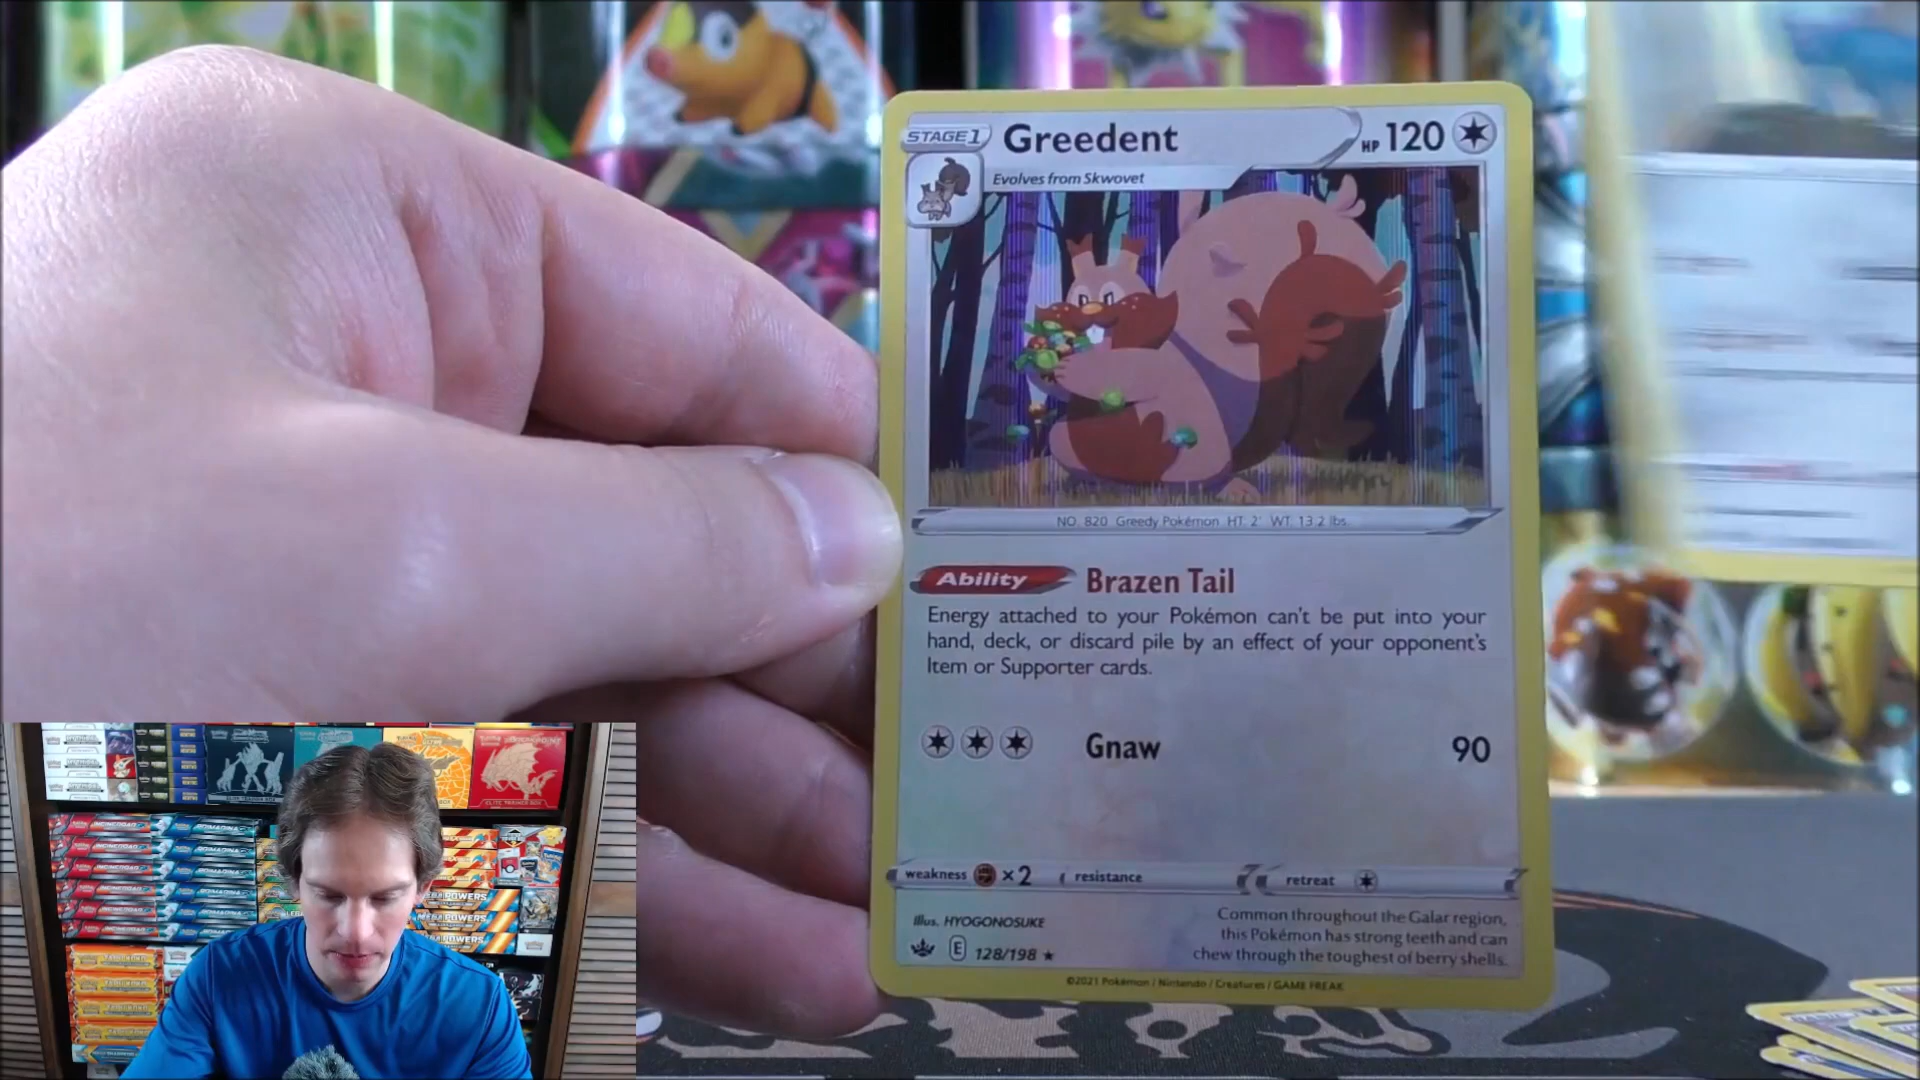 STAGE 1
Greedent
HP 120
Evolves from Skwovet
NO. 820 Greedy Pokémon HT: 2' WT: 13.2 lbs.
Ability
Brazen Tail
Energy attached to your Pokémon can't be put into your
hand, deck, or discard pile by an effect of your opponent's
Item or Supporter cards.
Gnaw
90
weakness ×2
resistance
retreat
Illus. HYOGONOSUKE
E 128/198 ★
Common throughout the Galar region,
this Pokémon has strong teeth and can
chew through the toughest of berry shells.
©2021 Pokémon / Nintendo / Creatures / GAME FREAK
MEGA POWERS
MEGA POWERS